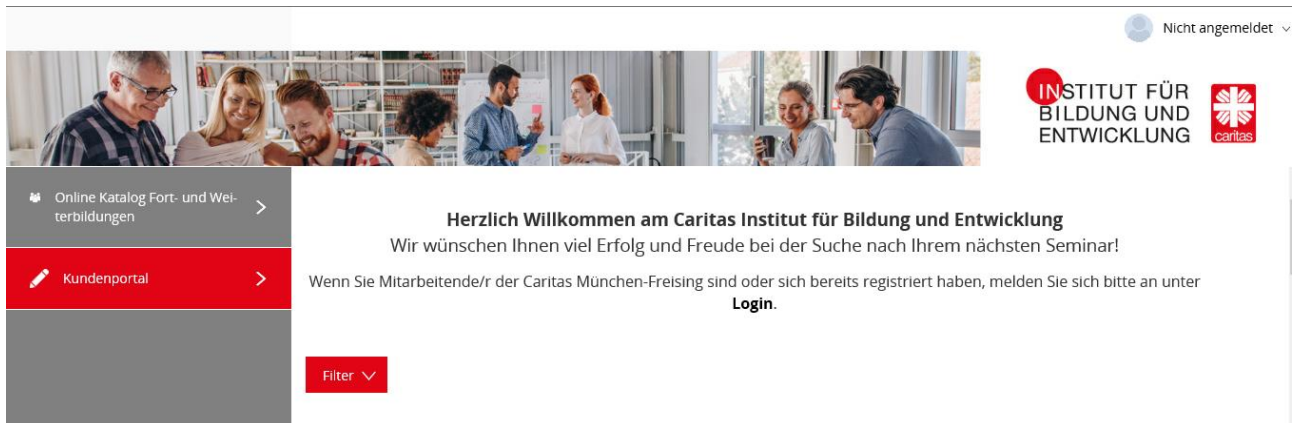 Nicht angemeldet
INSTITUT FÜR
BILDUNG UND
ENTWICKLUNG
caritas
Online Katalog Fort- und Wei-
terbildungen
Kundenportal
Herzlich Willkommen am Caritas Institut für Bildung und Entwicklung
Wir wünschen Ihnen viel Erfolg und Freude bei der Suche nach Ihrem nächsten Seminar!
Wenn Sie Mitarbeitende/r der Caritas München-Freising sind oder sich bereits registriert haben, melden Sie sich bitte an unter
Login.
Filter